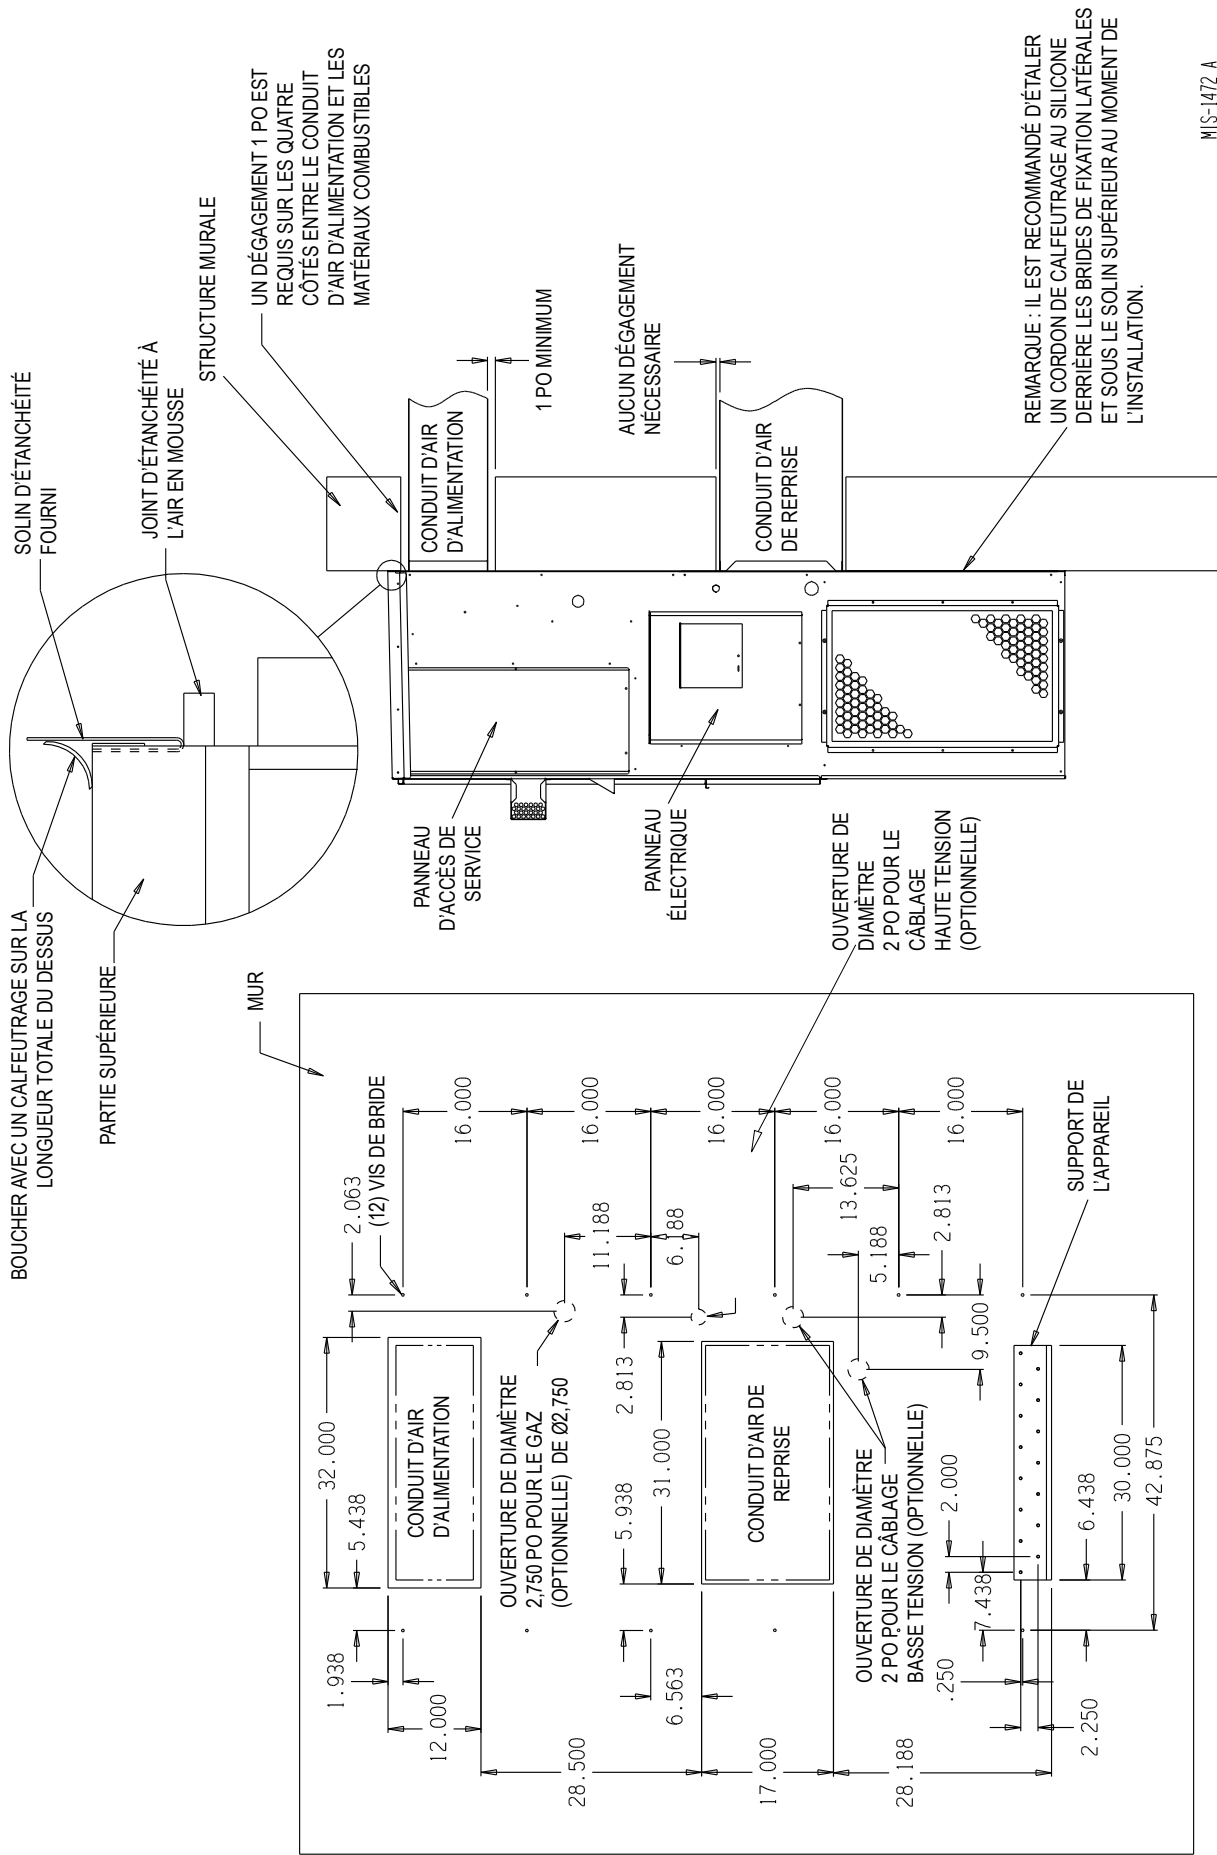 BOUCHER AVEC UN CALFEUTRAGE SUR LA
LONGUEUR TOTALE DU DESSUS
PARTIE SUPÉRIEURE
SOLIN D'ÉTANCHÉITÉ
FOURNI
JOINT D'ÉTANCHÉITÉ À
L'AIR EN MOUSSE
STRUCTURE MURALE
UN DÉGAGEMENT 1 PO EST
REQUIS SUR LES QUATRE
CÔTÉS ENTRE LE CONDUIT
D'AIR D'ALIMENTATION ET LES
MATÉRIAUX COMBUSTIBLES
CONDUIT D'AIR
D'ALIMENTATION
1 PO MINIMUM
AUCUN DÉGAGEMENT
NÉCESSAIRE
CONDUIT D'AIR
DE REPRISE
PANNEAU
D'ACCÈS DE
SERVICE
PANNEAU
ÉLECTRIQUE
REMARQUE : IL EST RECOMMANDÉ D'ÉTALER
UN CORDON DE CALFEUTRAGE AU SILICONE
DERRIÈRE LES BRIDES DE FIXATION LATÉRALES
ET SOUS LE SOLIN SUPÉRIEUR AU MOMENT DE
L'INSTALLATION.
MIS-1472 A
MUR
OUVERTURE DE
DIAMÈTRE
2 PO POUR LE
CÂBLAGE
HAUTE TENSION
(OPTIONNELLE)
1.938
5.438
32.000
2.063
(12) VIS DE BRIDE
12.000
CONDUIT D'AIR
D'ALIMENTATION
16.000
OUVERTURE DE DIAMÈTRE
2,750 PO POUR LE GAZ
(OPTIONNELLE) DE Ø2,750
28.500
11.188
16.000
6.563
5.938
2.813
31.000
6.188
16.000
17.000
CONDUIT D'AIR DE
REPRISE
13.625
16.000
OUVERTURE DE DIAMÈTRE
2 PO POUR LE CÂBLAGE
BASSE TENSION (OPTIONNELLE)
28.188
5.188
2.813
16.000
.250
7.438
2.000
9.500
2.250
6.438
30.000
42.875
SUPPORT DE
L'APPAREIL